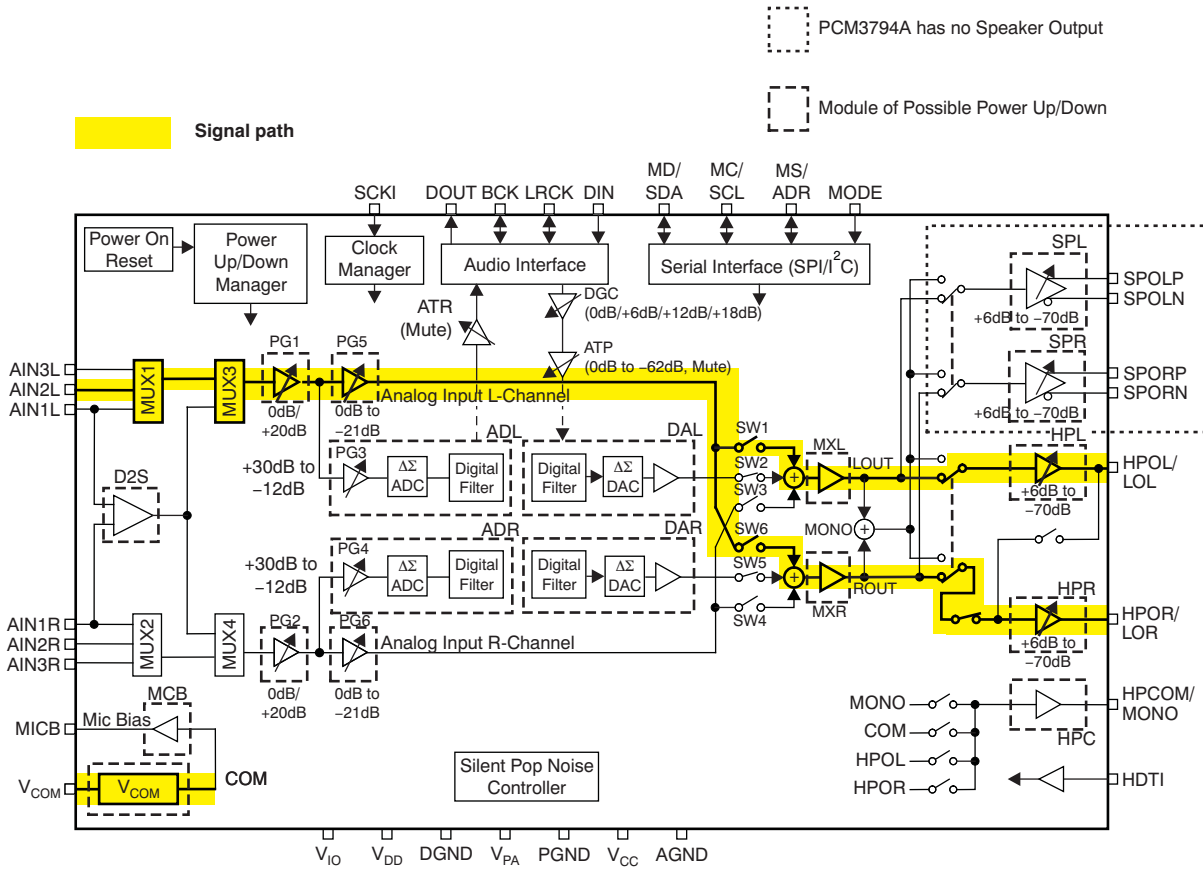 PCM3794A has no Speaker Output
Module of Possible Power Up/Down
Signal path
SCKI
DOUT
BCK
LRCK
DIN
MD/
SDA
MC/
SCL
MS/
ADR
MODE
Power On
Reset
Power
Up/Down
Manager
Clock
Manager
Audio Interface
Serial Interface (SPI/I²C)
ATR
(Mute)
DGC
(0dB/+6dB/+12dB/+18dB)
ATP
(0dB to −62dB, Mute)
SPL
+6dB to −70dB
SPOLP
SPOLN
SPR
+6dB to −70dB
SPORP
SPORN
AIN3L
AIN2L
AIN1L
MUX1
MUX3
PG1
0dB/
+20dB
PG5
0dB to
−21dB
Analog Input L-Channel
ADL
PG3
+30dB to
−12dB
ΔΣ
ADC
Digital
Filter
DAL
Digital
Filter
ΔΣ
DAC
SW1
SW2
SW3
MXL
LOUT
HPL
+6dB to
−70dB
HPOL/
LOL
D2S
MONO
ADR
PG4
+30dB to
−12dB
ΔΣ
ADC
Digital
Filter
DAR
Digital
Filter
ΔΣ
DAC
SW6
SW5
SW4
MXR
ROUT
HPR
+6dB to
−70dB
HPOR/
LOR
AIN1R
AIN2R
AIN3R
MUX2
MUX4
PG2
0dB/
+20dB
PG6
0dB to
−21dB
Analog Input R-Channel
MICB
Mic Bias
MCB
VCOM
VCOM
COM
Silent Pop Noise
Controller
MONO
COM
HPOL
HPOR
HPC
HPCOM/
MONO
HDTI
VIO
VDD
DGND
VPA
PGND
VCC
AGND